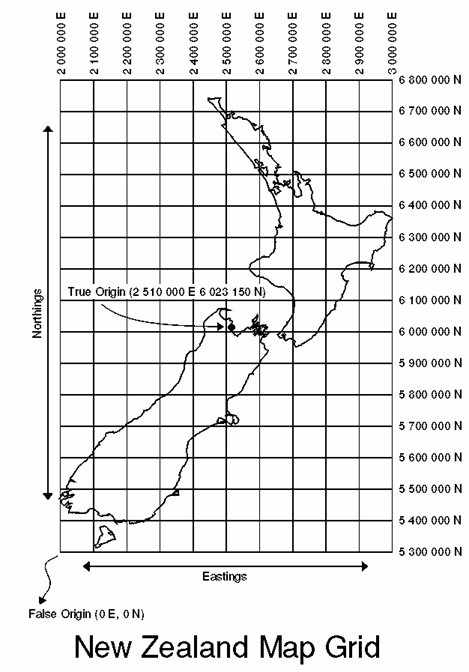 2 000 000 E
2 100 000 E
2 200 000 E
2 300 000 E
2 400 000 E
2 500 000 E
2 600 000 E
2 700 000 E
2 800 000 E
2 900 000 E
3 000 000 E
6 800 000 N
6 700 000 N
6 600 000 N
6 500 000 N
6 400 000 N
6 300 000 N
6 200 000 N
6 100 000 N
6 000 000 N
5 900 000 N
5 800 000 N
5 700 000 N
5 600 000 N
5 500 000 N
5 400 000 N
5 300 000 N
True Origin (2 510 000 E 6 023 150 N)
Northings
Eastings
False Origin (0 E, 0 N)
New Zealand Map Grid